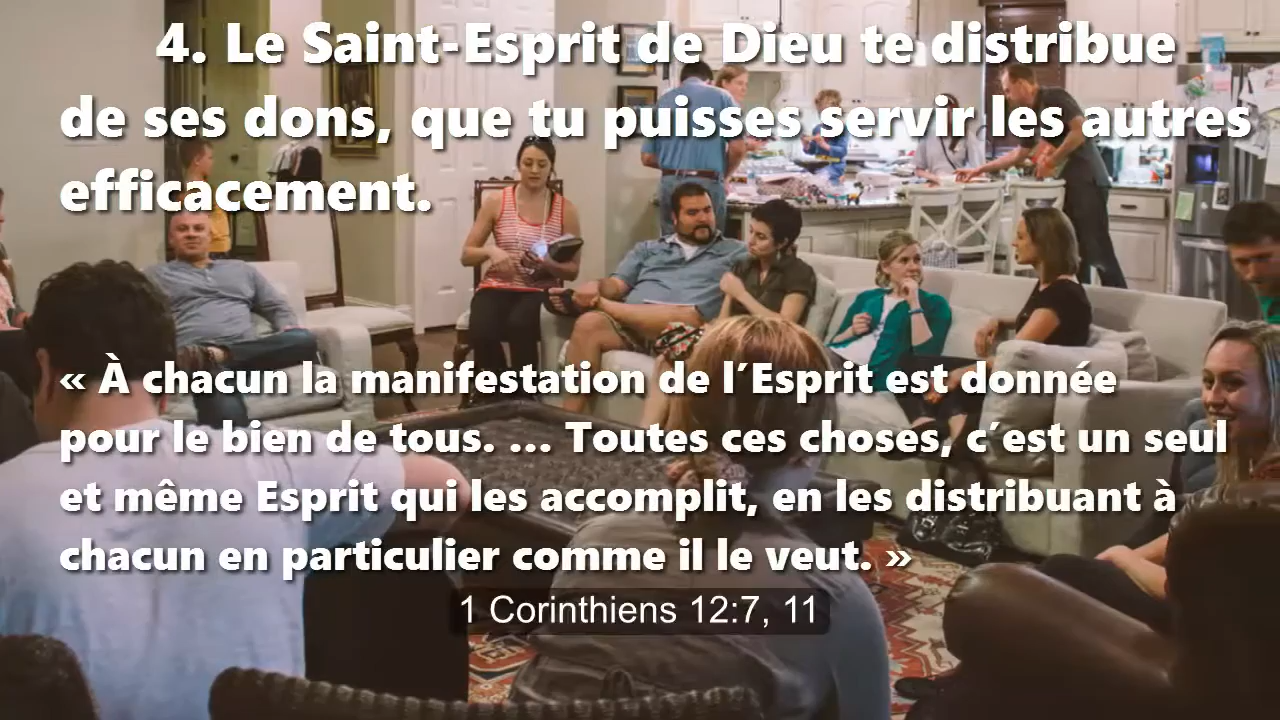 4. Le Saint-Esprit de Dieu te distribue
de ses dons, que tu puisses servir les autres
efficacement.
« À chacun la manifestation de l´Esprit est donnée
pour le bien de tous. ... Toutes ces choses, c´est un seul
et même Esprit qui les accomplit, en les distribuant à
chacun en particulier comme il le veut. »
1 Corinthiens 12:7, 11